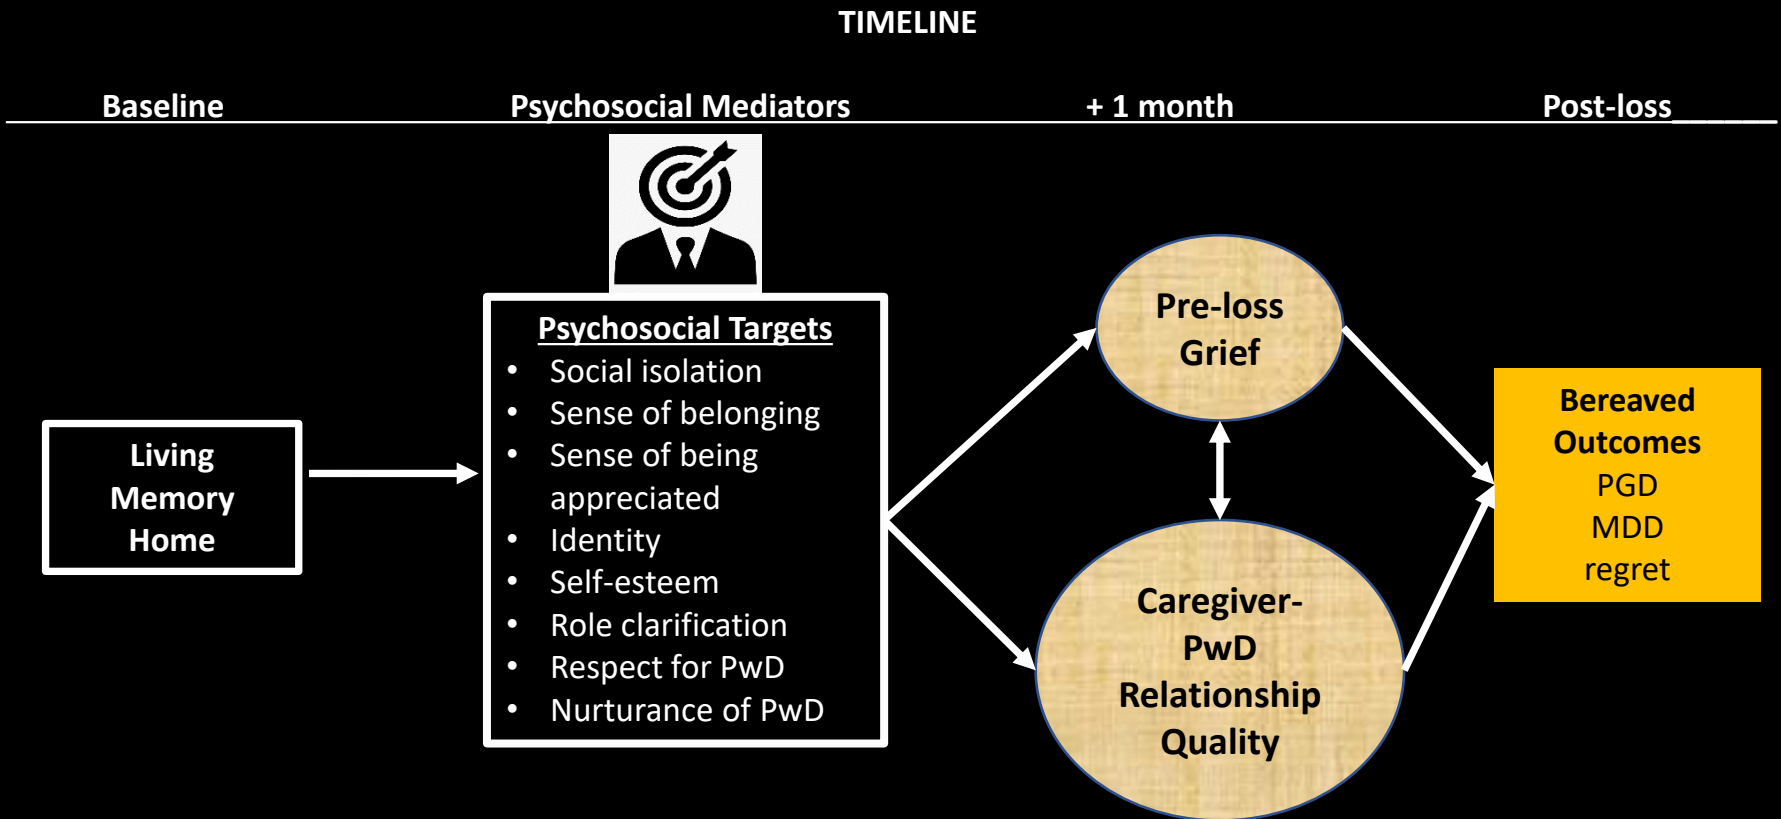 TIMELINE
Baseline Psychosocial Mediators + 1 month Post-loss
Living
Memory
Home
Psychosocial Targets
• Social isolation
• Sense of belonging
• Sense of being
appreciated
• Identity
• Self-esteem
• Role clarification
• Respect for PwD
• Nurturance of PwD
Pre-loss
Grief
Caregiver-
PwD
Relationship
Quality
Bereaved
Outcomes
PGD
MDD
regret